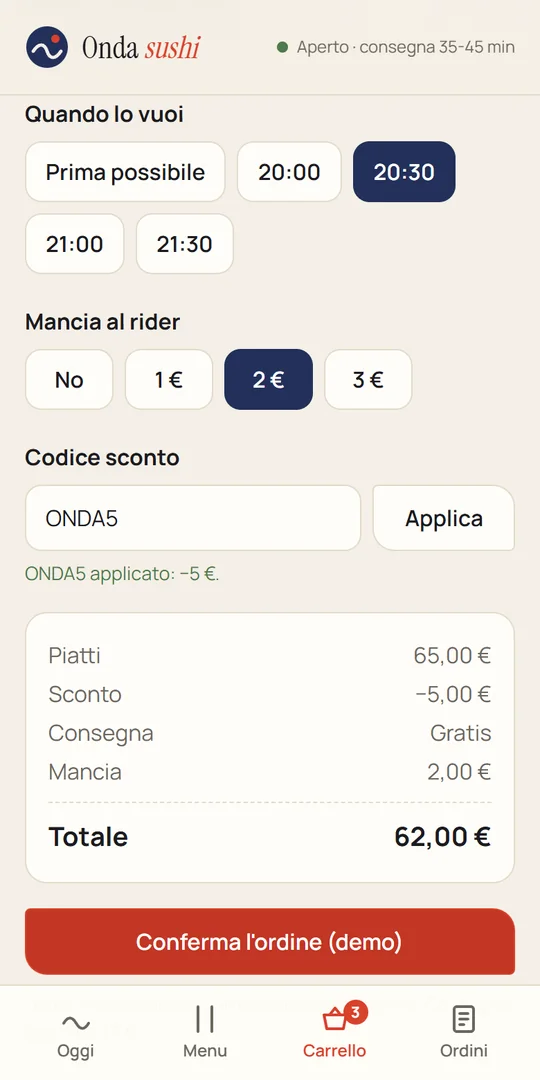 Onda sushi
Aperto · consegna 35-45 min
Quando lo vuoi
Prima possibile
20:00
20:30
21:00
21:30
Mancia al rider
No
1 €
2 €
3 €
Codice sconto
ONDA5
Applica
ONDA5 applicato: −5 €.
Piatti 65,00 €
Sconto −5,00 €
Consegna Gratis
Mancia 2,00 €
Totale 62,00 €
Conferma l'ordine (demo)
3
Oggi
Menu
Carrello
Ordini